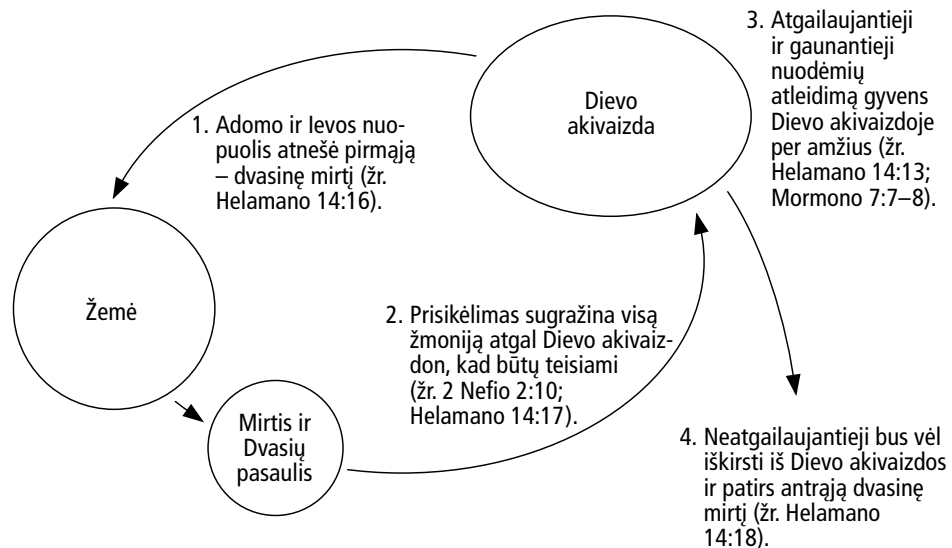 Dievo
akivaizda
1. Adomo ir Ievos nuo-
puolis atnešė pirmąją
– dvasinę mirtį (žr.
Helamano 14:16).
Žemė
Mirtis ir
Dvasių
pasaulis
2. Prisikėlimas sugražina visą
žmoniją atgal Dievo akivaiz-
don, kad būtų teisiami
(žr. 2 Nefio 2:10;
Helamano 14:17).
3. Atgailaujantieji
ir gaunantieji
nuodėmių
atleidimą gyvens
Dievo akivaizdoje
per amžius (žr.
Helamano 14:13;
Mormono 7:7–8).
4. Neatgailaujantieji bus vėl
iškirsti iš Dievo akivaizdos
ir patirs antrąją dvasinę
mirtį (žr. Helamano
14:18).